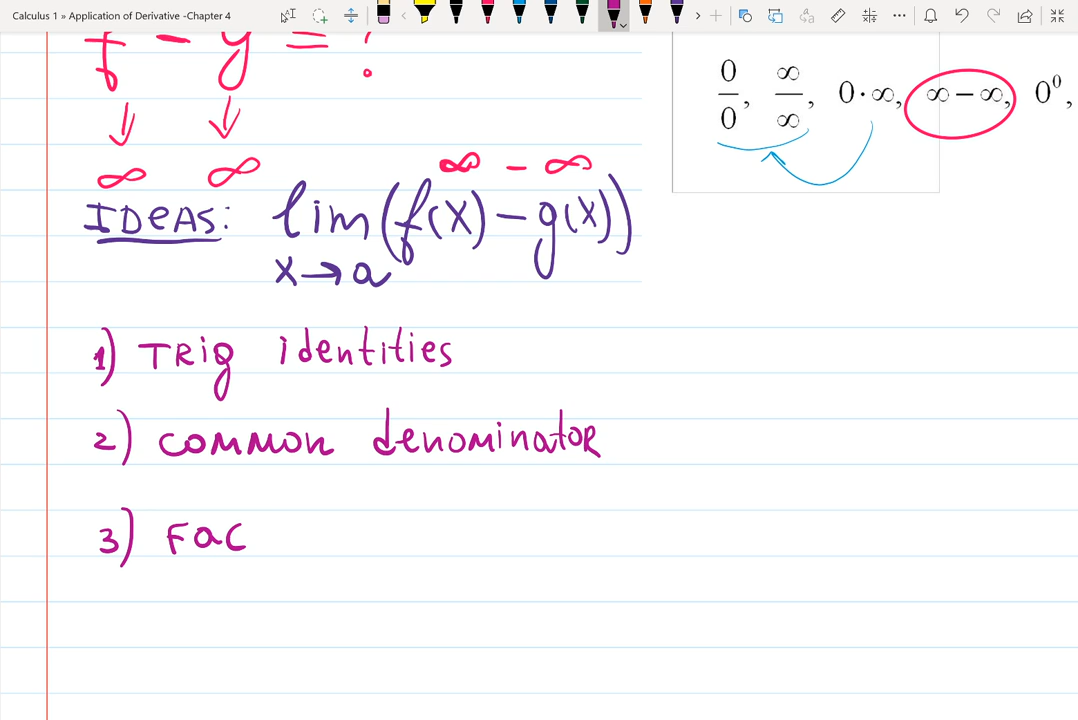 Calculus 1 » Application of Derivative -Chapter 4
f - g = ?
0/0, ∞/∞, 0 · ∞, ∞ − ∞, 0⁰,
∞ ∞ ∞ - ∞
IDEAS: lim (f(x) - g(x))
x→a
1) TRig identities
2) common denominator
3) Fac